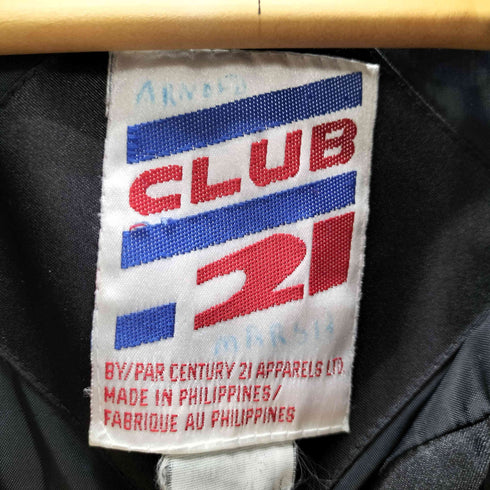 ARNOLD
CLUB
21
MARSH
BY/PAR CENTURY 21 APPARELS LTD.
MADE IN PHILIPPINES/
FABRIQUE AU PHILIPPINES